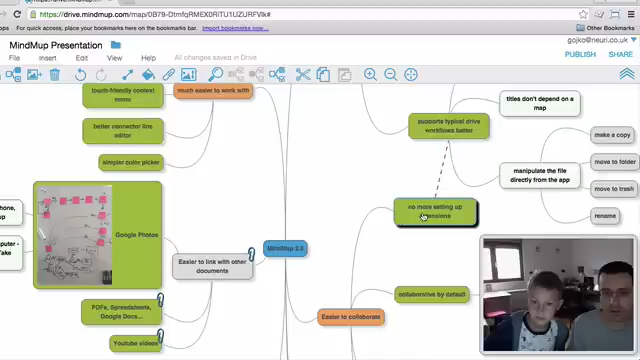 https://drive.mindmup.com/map/0B79-DtmfqRMEX0RiTU1UZURFVlk#
For quick access, place your bookmarks here on the bookmarks bar. Import bookmarks now...
Other Bookmarks
MindMup Presentation
gojko@neuri.co.uk
File
Insert
Edit
View
Help
All changes saved in Drive
PUBLISH
SHARE
touch-friendly context
menu
much easier to work with
better connector line
editor
simpler color picker
supports typical drive
workflows better
titles don't depend on a
map
make a copy
manipulate the file
directly from the app
move to folder
move to trash
rename
no more setting up
extensions
phone,
up
Google Photos
computer -
Take
Easier to link with other
documents
MindMup 2.0
PDFs, Spreadsheets,
Google Docs...
Youtube videos
Easier to collaborate
collaborative by default